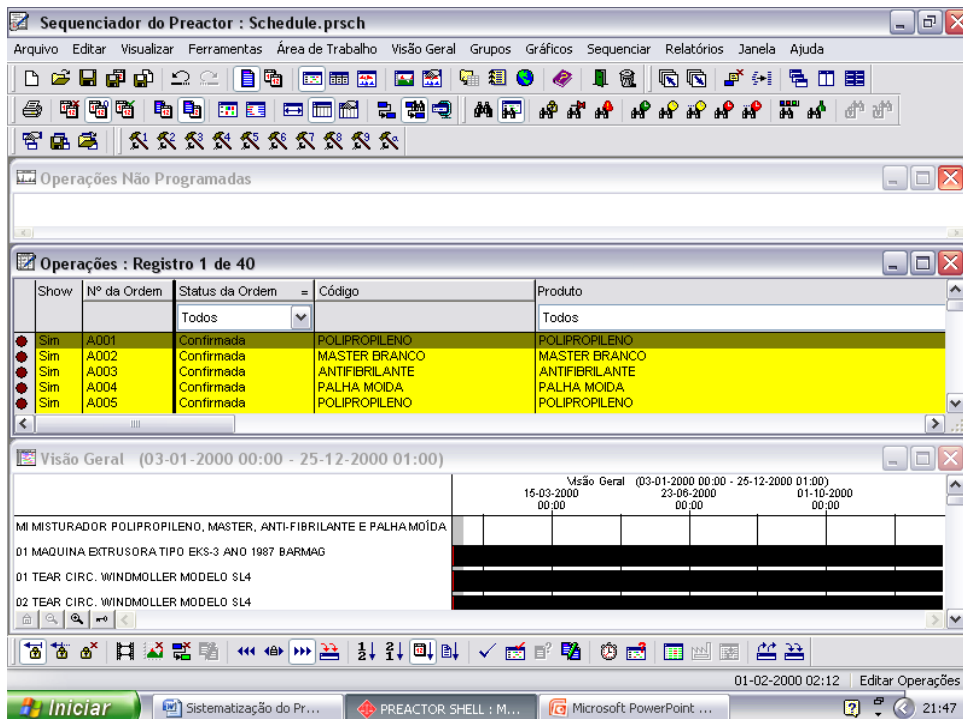 Sequenciador do Preactor : Schedule.prsch
Arquivo Editar Visualizar Ferramentas Área de Trabalho Visão Geral Grupos Gráficos Sequenciar Relatórios Janela Ajuda
Operações Não Programadas
Operações : Registro 1 de 40
Show Nº da Ordem Status da Ordem = Código Produto
Todos Todos
Sim A001 Confirmada POLIPROPILENO POLIPROPILENO
Sim A002 Confirmada MASTER BRANCO MASTER BRANCO
Sim A003 Confirmada ANTIFIBRILANTE ANTIFIBRILANTE
Sim A004 Confirmada PALHA MOIDA PALHA MOIDA
Sim A005 Confirmada POLIPROPILENO POLIPROPILENO
Visão Geral (03-01-2000 00:00 - 25-12-2000 01:00)
Visão Geral (03-01-2000 00:00 - 25-12-2000 01:00)
15-03-2000 23-06-2000 01-10-2000
00:00 00:00 00:00
MI MISTURADOR POLIPROPILENO, MASTER, ANTI-FIBRILANTE E PALHA MOÍDA
01 MAQUINA EXTRUSORA TIPO EKS-3 ANO 1987 BARMAG
01 TEAR CIRC. WINDMOLLER MODELO SL4
02 TEAR CIRC. WINDMOLLER MODELO SL4
01-02-2000 02:12 Editar Operações
Iniciar Sistematização do Pr... PREACTOR SHELL : M... Microsoft PowerPoint ... 21:47